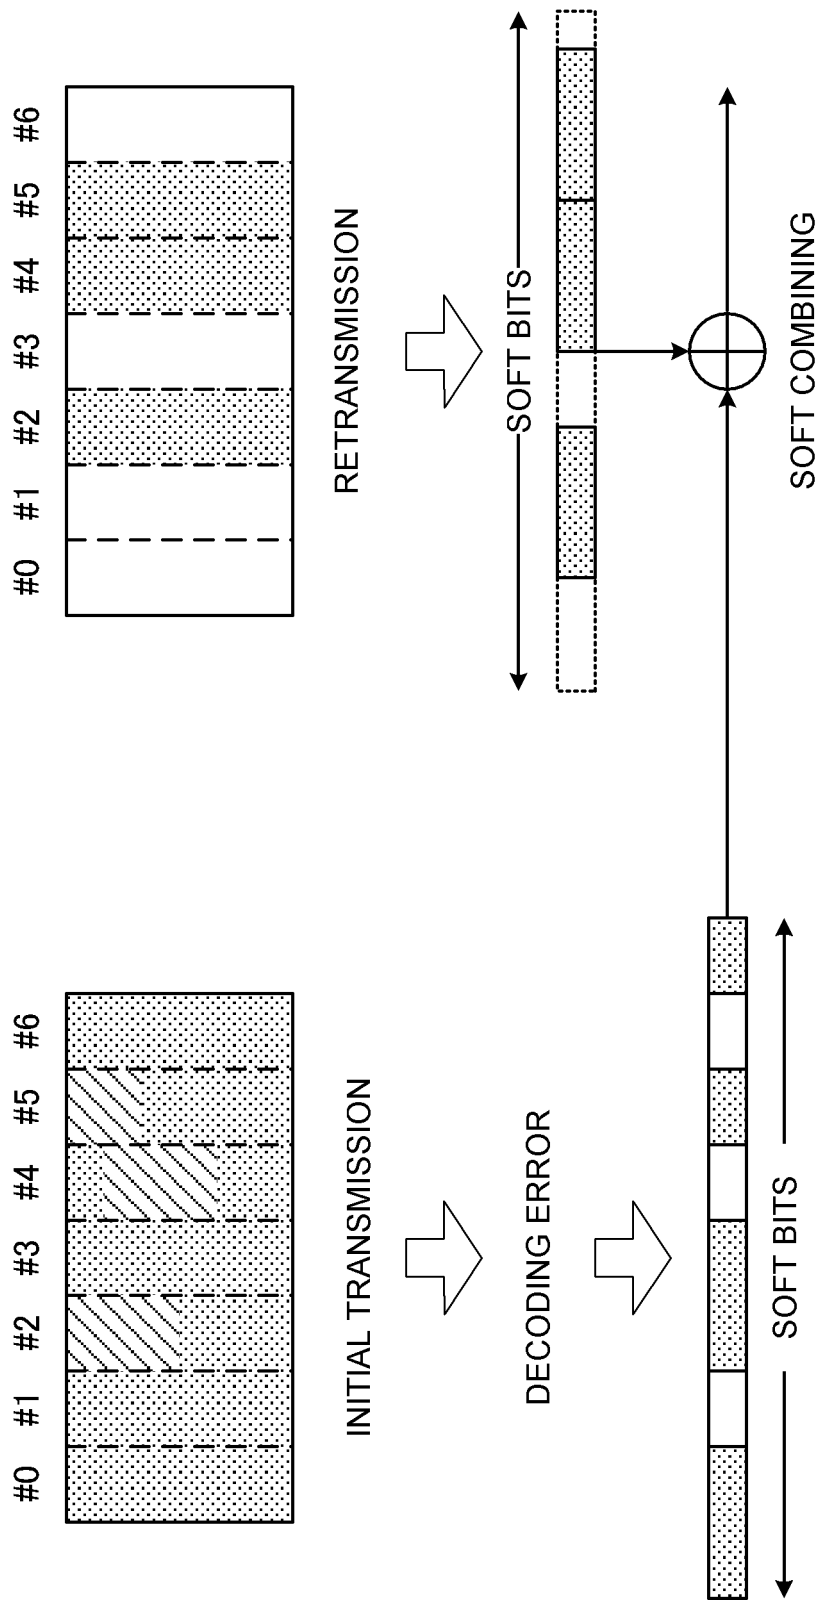 #0 #1 #2 #3 #4 #5 #6
INITIAL TRANSMISSION
DECODING ERROR
SOFT BITS
#0 #1 #2 #3 #4 #5 #6
RETRANSMISSION
SOFT BITS
SOFT COMBINING